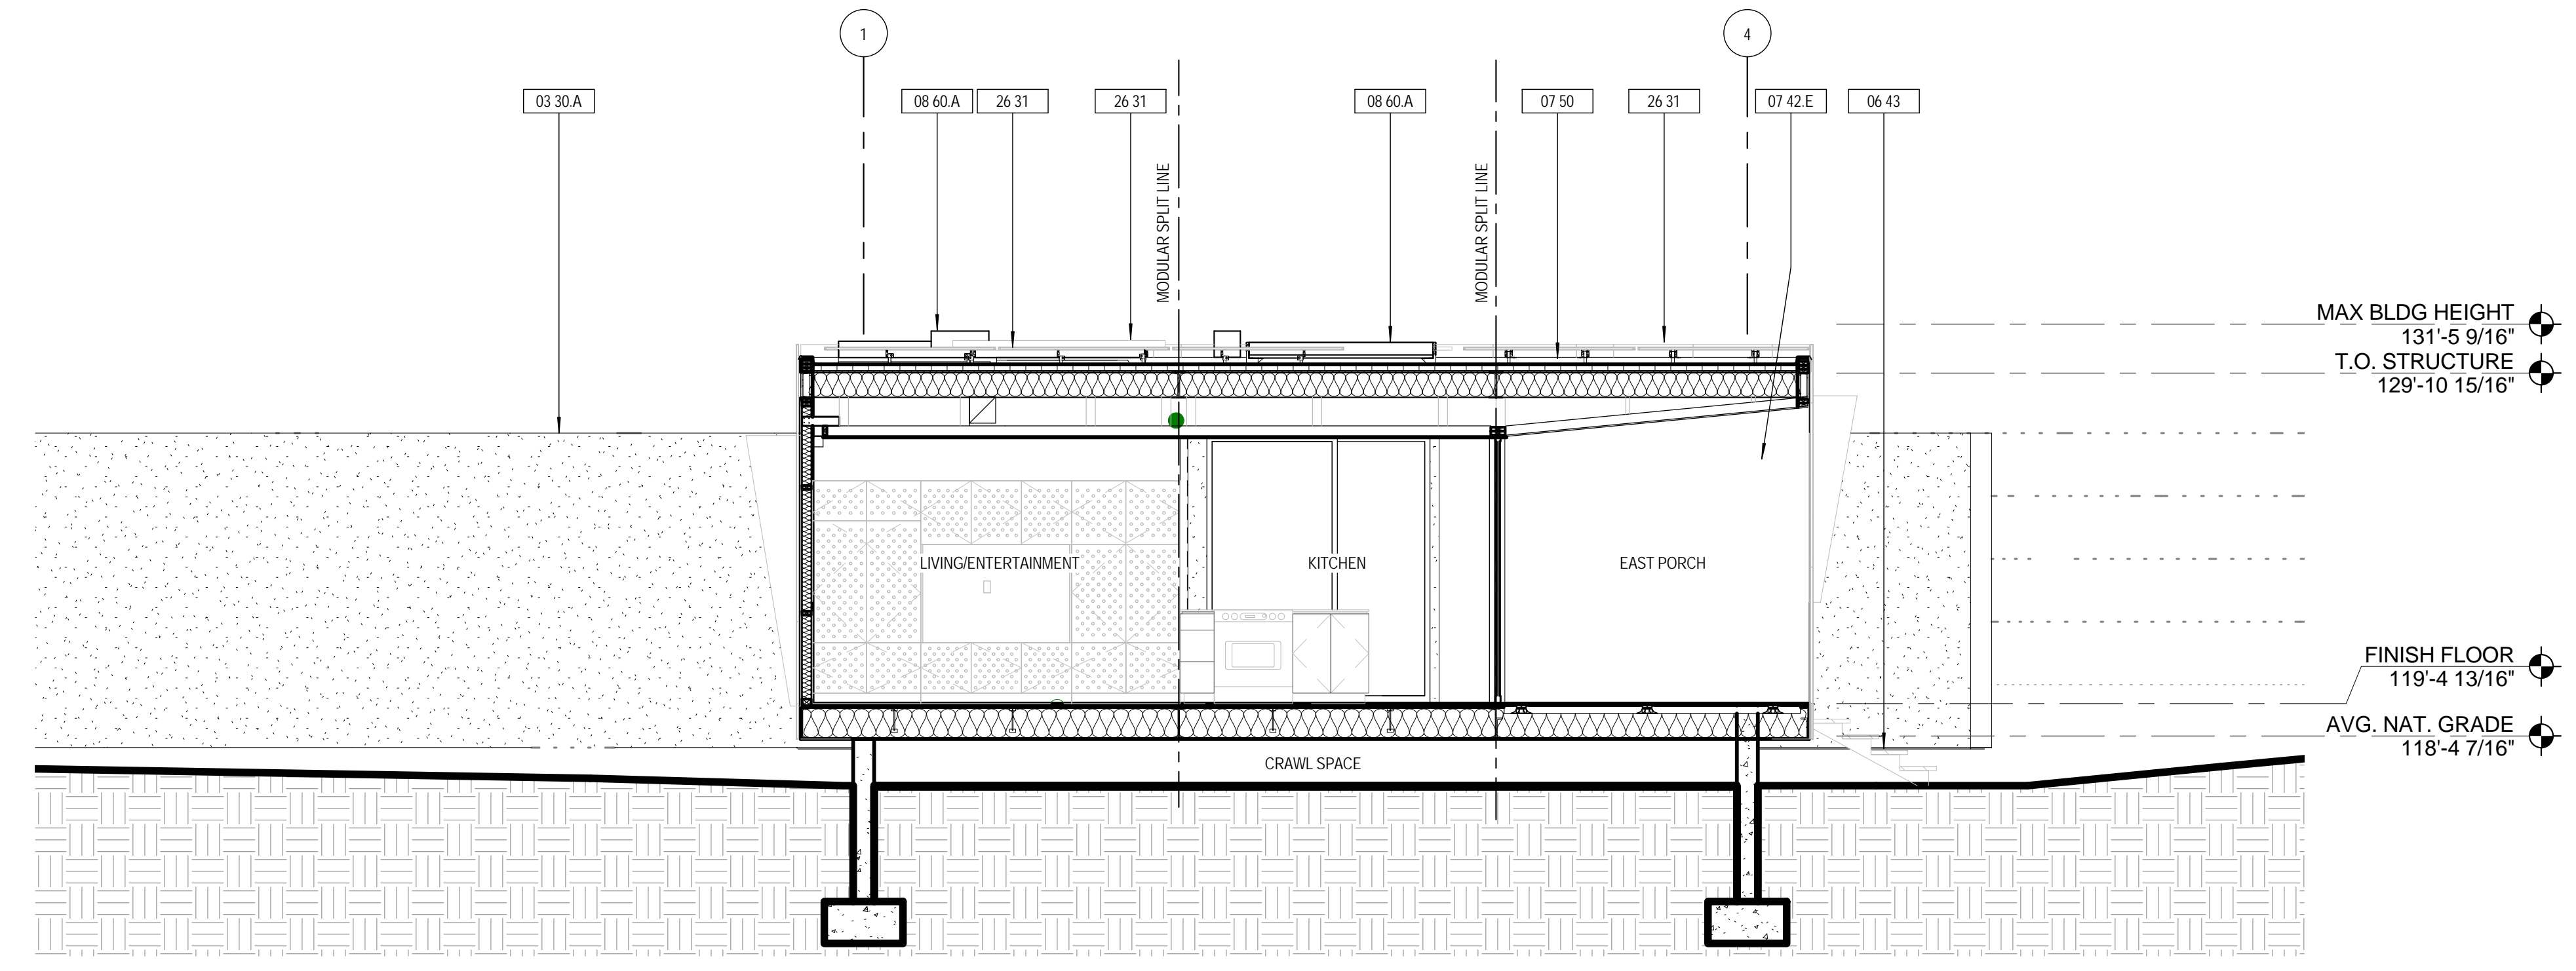 1
4
03 30.A
08 60.A
26 31
26 31
08 60.A
07 50
26 31
07 42.E
06 43
MODULAR SPLIT LINE
MODULAR SPLIT LINE
MAX BLDG HEIGHT
131'-5 9/16"
T.O. STRUCTURE
129'-10 15/16"
LIVING/ENTERTAINMENT
KITCHEN
EAST PORCH
FINISH FLOOR
119'-4 13/16"
AVG. NAT. GRADE
118'-4 7/16"
CRAWL SPACE